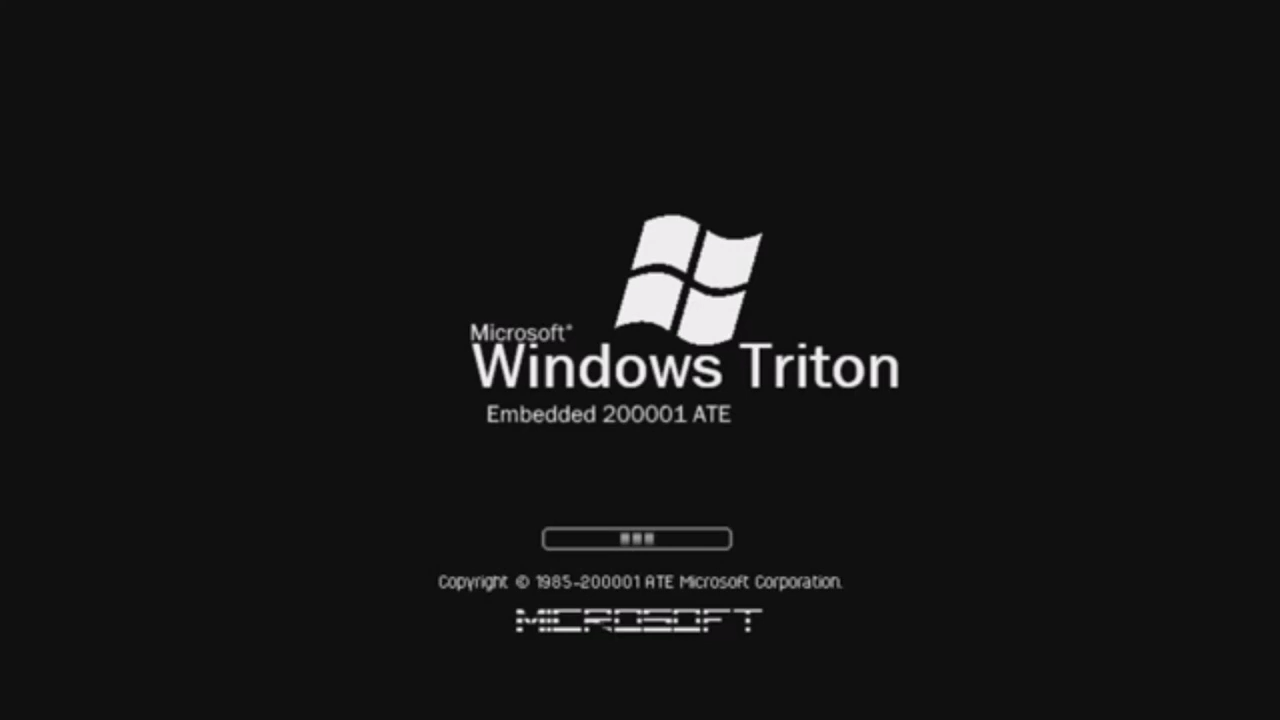 Microsoft®
Windows Triton
Embedded 200001 ATE
Copyright © 1985-200001 ATE Microsoft Corporation.
MICROSOFT